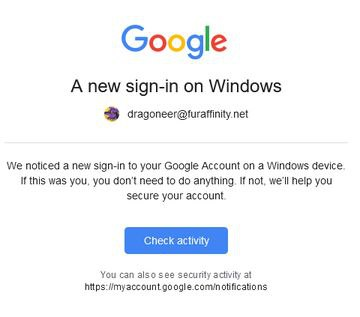 Google
A new sign-in on Windows
dragoneer@furaffinity.net
We noticed a new sign-in to your Google Account on a Windows device.
If this was you, you don’t need to do anything. If not, we’ll help you
secure your account.
Check activity
You can also see security activity at
https://myaccount.google.com/notifications